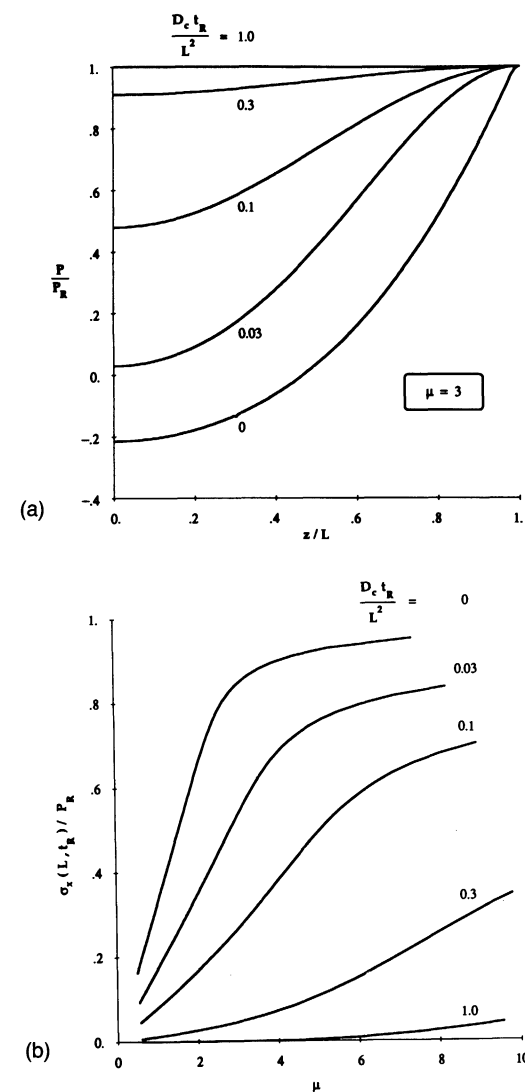 D_c t_R / L^2 = 1.0
1.
.8
.6
.4
.2
0.
-.2
-.4
P / P_R
0.3
0.1
0.03
0
μ = 3
0. .2 .4 .6 .8 1.
z / L
(a)
D_c t_R / L^2 = 0
1.
.8
.6
.4
.2
0.
σ_x (L, t_R) / P_R
0.03
0.1
0.3
1.0
0 2 4 6 8 10
μ
(b)